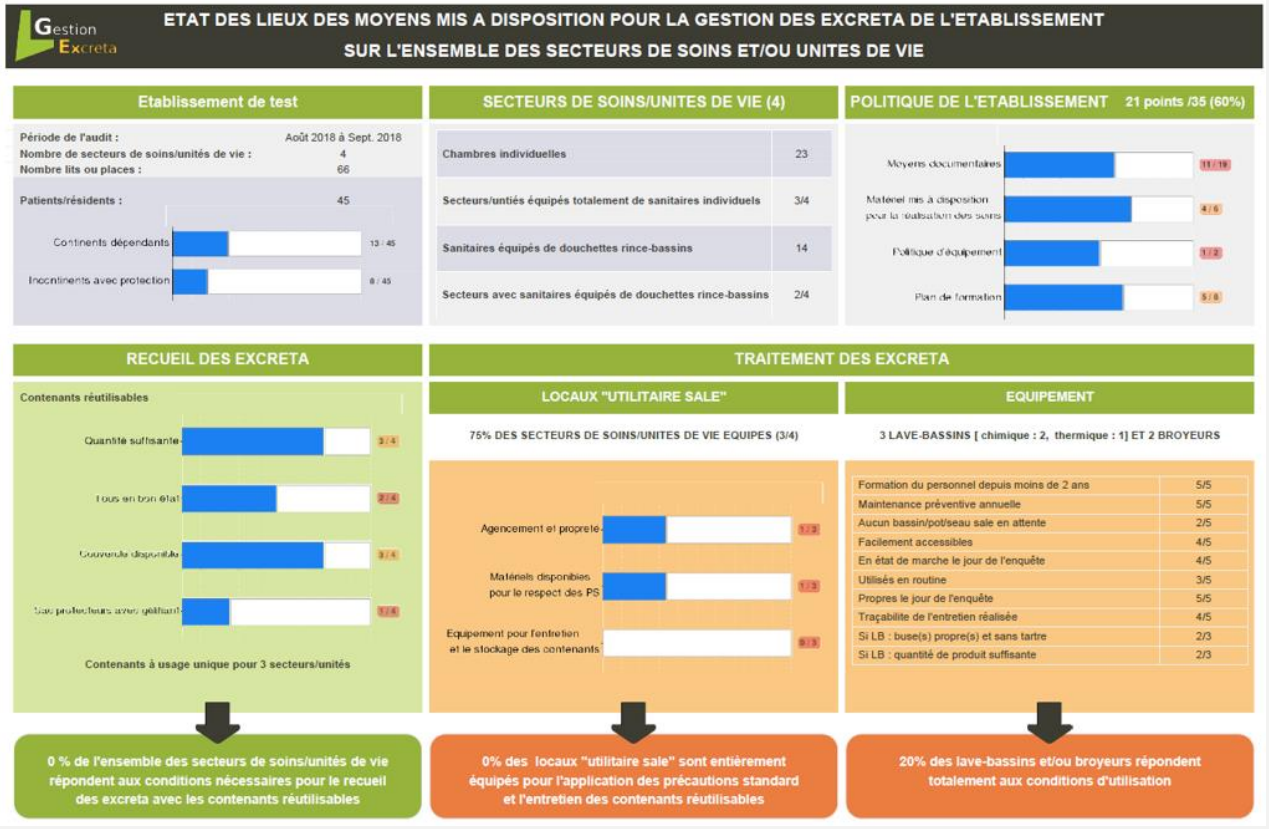 Gestion
Excreta
ETAT DES LIEUX DES MOYENS MIS A DISPOSITION POUR LA GESTION DES EXCRETA DE L'ETABLISSEMENT
SUR L'ENSEMBLE DES SECTEURS DE SOINS ET/OU UNITES DE VIE
Etablissement de test
Période de l'audit : Août 2018 à Sept. 2018
Nombre de secteurs de soins/unités de vie : 4
Nombre lits ou places : 66
Patients/résidents : 45
Continents dépendants 13 / 45
Incontinents avec protection 8 / 45
SECTEURS DE SOINS/UNITES DE VIE (4)
Chambres individuelles 23
Secteurs/untiés équipés totalement de sanitaires individuels 3/4
Sanitaires équipés de douchettes rince-bassins 14
Secteurs avec sanitaires équipés de douchettes rince-bassins 2/4
POLITIQUE DE L'ETABLISSEMENT 21 points /35 (60%)
Moyens documentaires 11 / 19
Matériel mis à disposition
pour la réalisation des soins 4 / 6
Politique d'équipement 1 / 2
Plan de formation 5 / 8
RECUEIL DES EXCRETA
Contenants réutilisables
Quantité suffisante 3 / 4
Tous en bon état 2 / 4
Couvercle disponible 3 / 4
Sac protecteurs avec gélifiant 1 / 4
Contenants à usage unique pour 3 secteurs/unités
0 % de l'ensemble des secteurs de soins/unités de vie
répondent aux conditions nécessaires pour le recueil
des excreta avec les contenants réutilisables
TRAITEMENT DES EXCRETA
LOCAUX "UTILITAIRE SALE"
75% DES SECTEURS DE SOINS/UNITES DE VIE EQUIPES (3/4)
Agencement et propreté 1 / 3
Matériels disponibles
pour le respect des PS 1 / 3
Equipement pour l'entretien
et le stockage des contenants 0 / 3
0% des locaux "utilitaire sale" sont entièrement
équipés pour l'application des précautions standard
et l'entretien des contenants réutilisables
EQUIPEMENT
3 LAVE-BASSINS [ chimique : 2, thermique : 1] ET 2 BROYEURS
Formation du personnel depuis moins de 2 ans 5/5
Maintenance préventive annuelle 5/5
Aucun bassin/pot/seau sale en attente 2/5
Facilement accessibles 4/5
En état de marche le jour de l'enquête 4/5
Utilisés en routine 3/5
Propres le jour de l'enquête 5/5
Traçabilite de l'entretien réalisée 4/5
Si LB : buse(s) propre(s) et sans tartre 2/3
Si LB : quantité de produit suffisante 2/3
20% des lave-bassins et/ou broyeurs répondent
totalement aux conditions d'utilisation